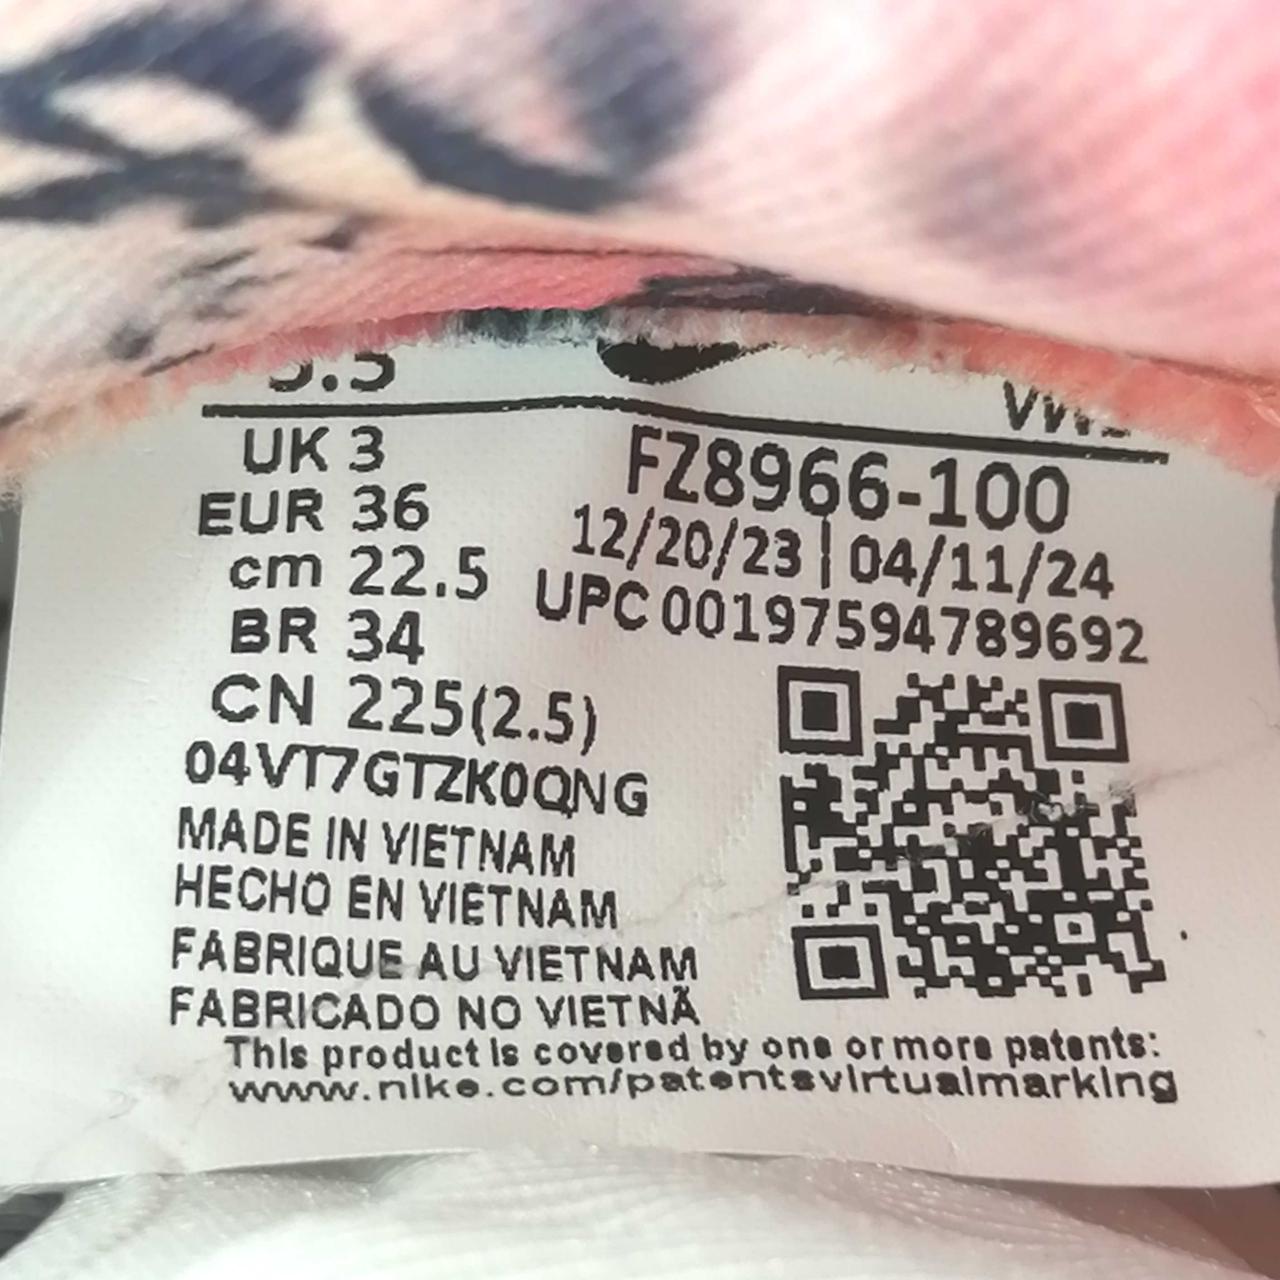 UK 3
EUR 36
cm 22.5
BR 34
CN 225(2.5)
FZ8966-100
12/20/23 | 04/11/24
UPC 00197594789692
04VT7GTZK0QNG
MADE IN VIETNAM
HECHO EN VIETNAM
FABRIQUE AU VIETNAM
FABRICADO NO VIETNÃ
This product is covered by one or more patents:
www.nike.com/patentsvirtualmarking